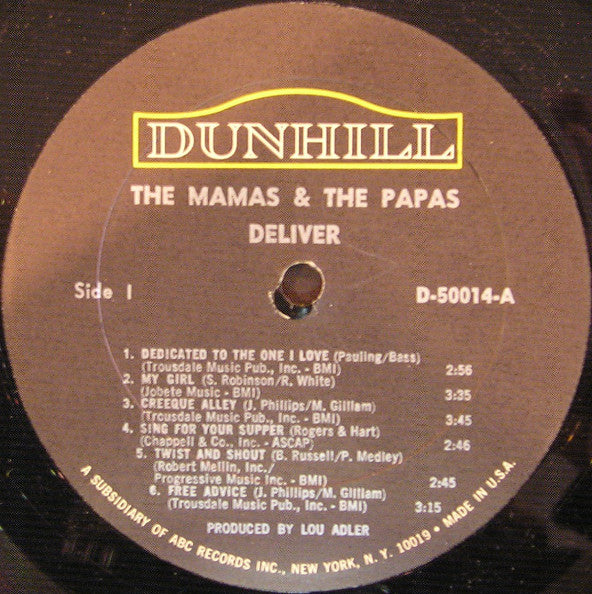 DUNHILL
THE MAMAS & THE PAPAS
DELIVER
Side 1 D-50014-A
1. DEDICATED TO THE ONE I LOVE (Pauling/Bass)
(Trousdale Music Pub., Inc. - BMI) 2:56
2. MY GIRL (S. Robinson/R. White)
(Jobete Music - BMI) 3:35
3. CREEQUE ALLEY (J. Phillips/M. Gilliam)
(Trousdale Music Pub., Inc. - BMI) 3:45
4. SING FOR YOUR SUPPER (Rogers & Hart)
(Chappell & Co., Inc. - ASCAP) 2:46
5. TWIST AND SHOUT (B. Russell/P. Medley)
(Robert Mellin, Inc./
Progressive Music Inc. - BMI) 2:45
6. FREE ADVICE (J. Phillips/M. Gilliam)
(Trousdale Music Pub., Inc. - BMI) 3:15
PRODUCED BY LOU ADLER
A SUBSIDIARY OF ABC RECORDS INC., NEW YORK, N. Y. 10019 • MADE IN U.S.A.